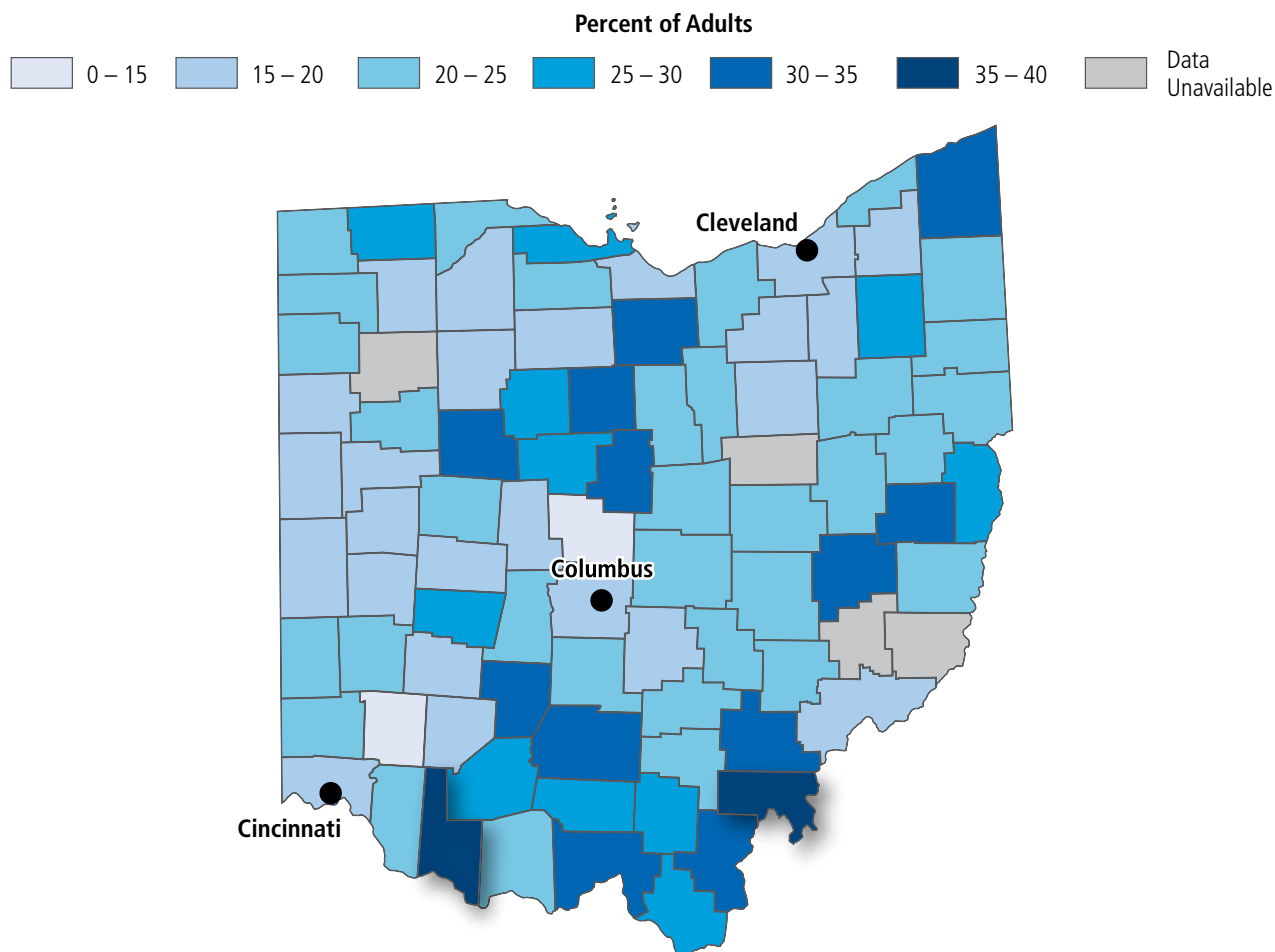 Percent of Adults
0 – 15
15 – 20
20 – 25
25 – 30
30 – 35
35 – 40
Data
Unavailable
Cleveland
Columbus
Cincinnati